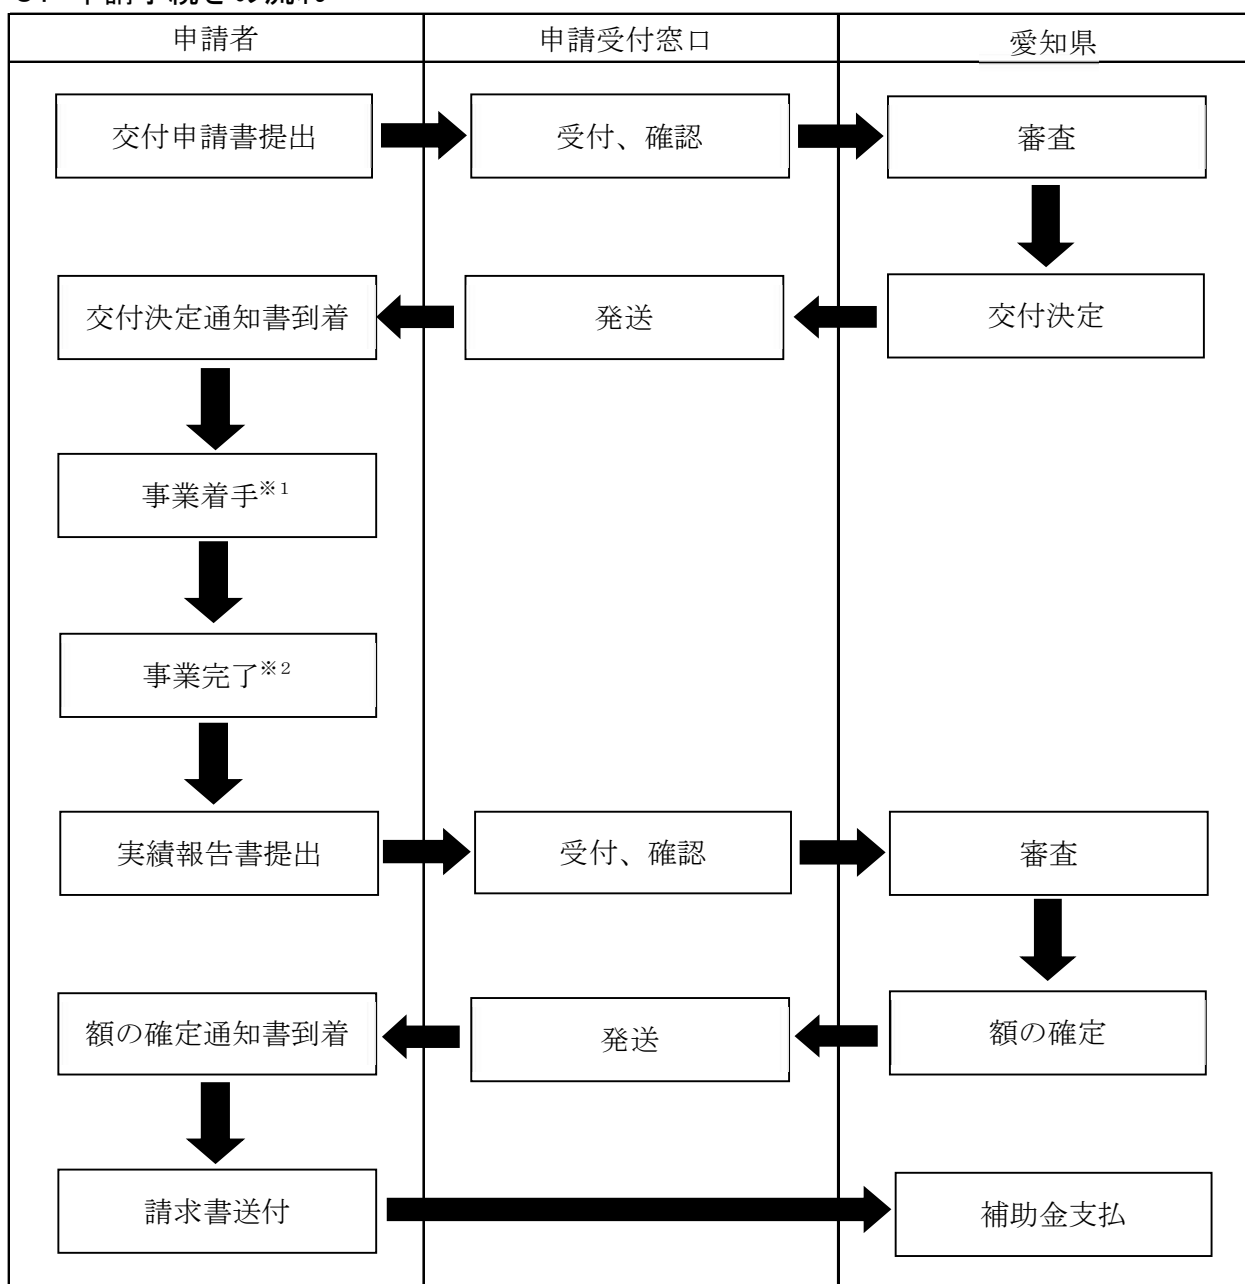 申請者
申請受付窓口
愛知県
交付申請書提出
受付、確認
審査
交付決定通知書到着
発送
交付決定
事業着手※1
事業完了※2
実績報告書提出
受付、確認
審査
額の確定通知書到着
発送
額の確定
請求書送付
補助金支払